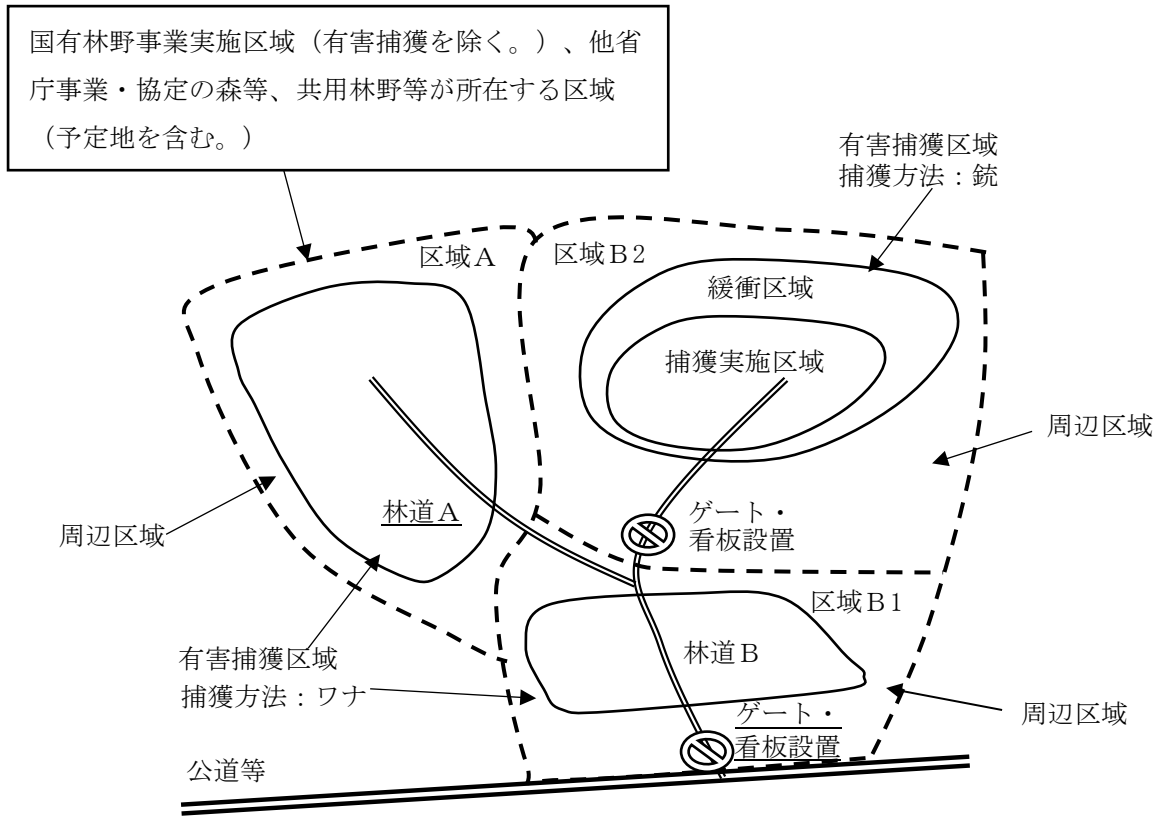 国有林野事業実施区域（有害捕獲を除く。）、他省
庁事業・協定の森等、共用林野等が所在する区域
（予定地を含む。）
有害捕獲区域
捕獲方法：銃
区域A
区域B2
緩衝区域
捕獲実施区域
周辺区域
林道A
ゲート・
看板設置
周辺区域
区域B1
有害捕獲区域
捕獲方法：ワナ
林道B
周辺区域
ゲート・
看板設置
公道等